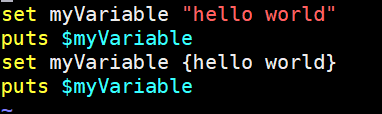 set myVariable "hello world"
puts $myVariable
set myVariable {hello world}
puts $myVariable
~